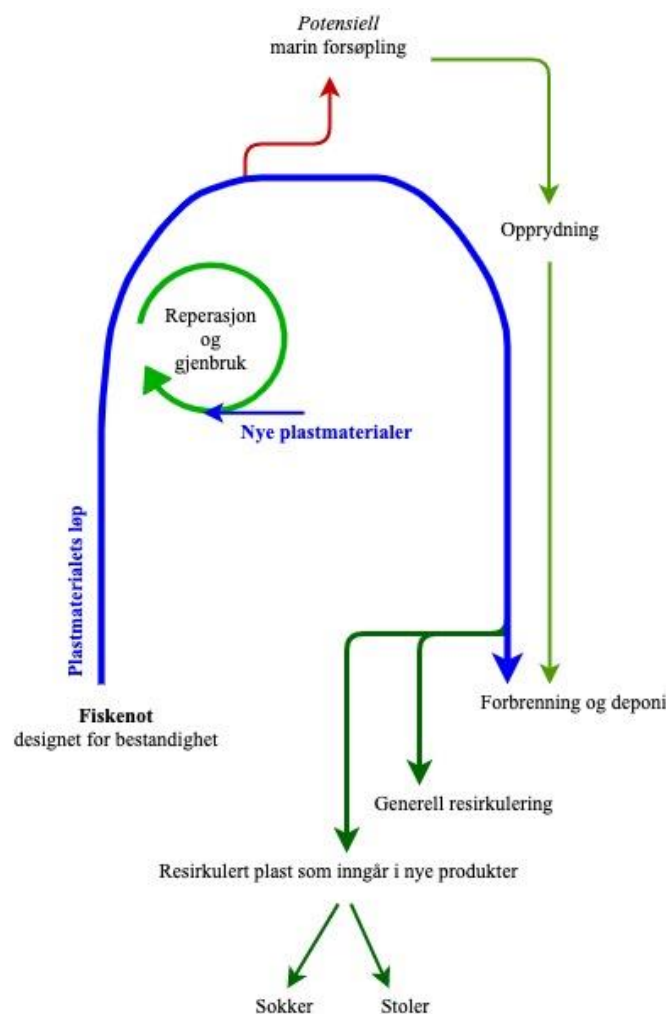 Potensiell
marin forsøpling
Opprydning
Reperasjon
og
gjenbruk
Nye plastmaterialer
Plastmaterialets løp
Fiskenot
designet for bestandighet
Forbrenning og deponi
Generell resirkulering
Resirkulert plast som inngår i nye produkter
Sokker
Stoler